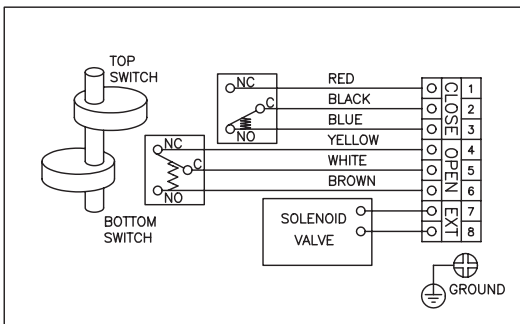 TOP
SWITCH
NC
C
NO
RED
BLACK
BLUE
YELLOW
WHITE
BROWN
NC
C
NO
BOTTOM
SWITCH
SOLENOID
VALVE
CLOSE
OPEN
EXT
1
2
3
4
5
6
7
8
GROUND